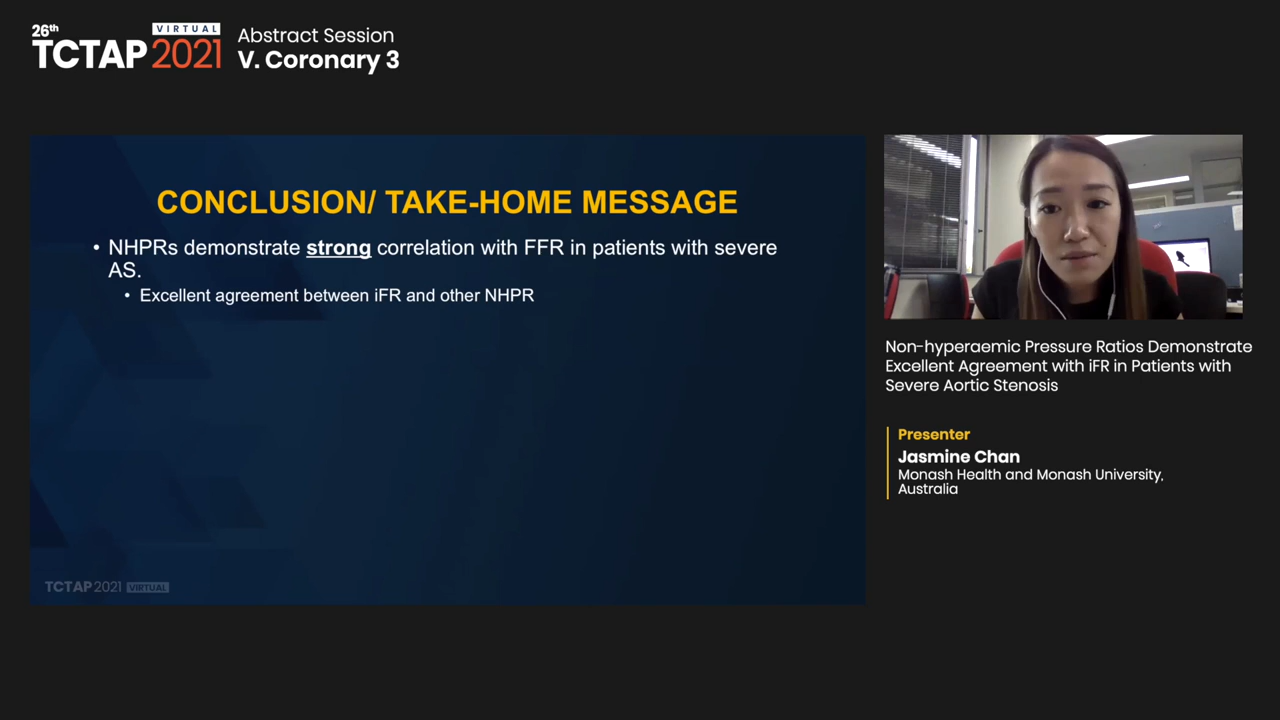 26th
TCTAP VIRTUAL 2021
Abstract Session
V. Coronary 3
CONCLUSION/ TAKE-HOME MESSAGE
• NHPRs demonstrate strong correlation with FFR in patients with severe
AS.
• Excellent agreement between iFR and other NHPR
TCTAP 2021 VIRTUAL
Non-hyperaemic Pressure Ratios Demonstrate
Excellent Agreement with iFR in Patients with
Severe Aortic Stenosis
Presenter
Jasmine Chan
Monash Health and Monash University,
Australia